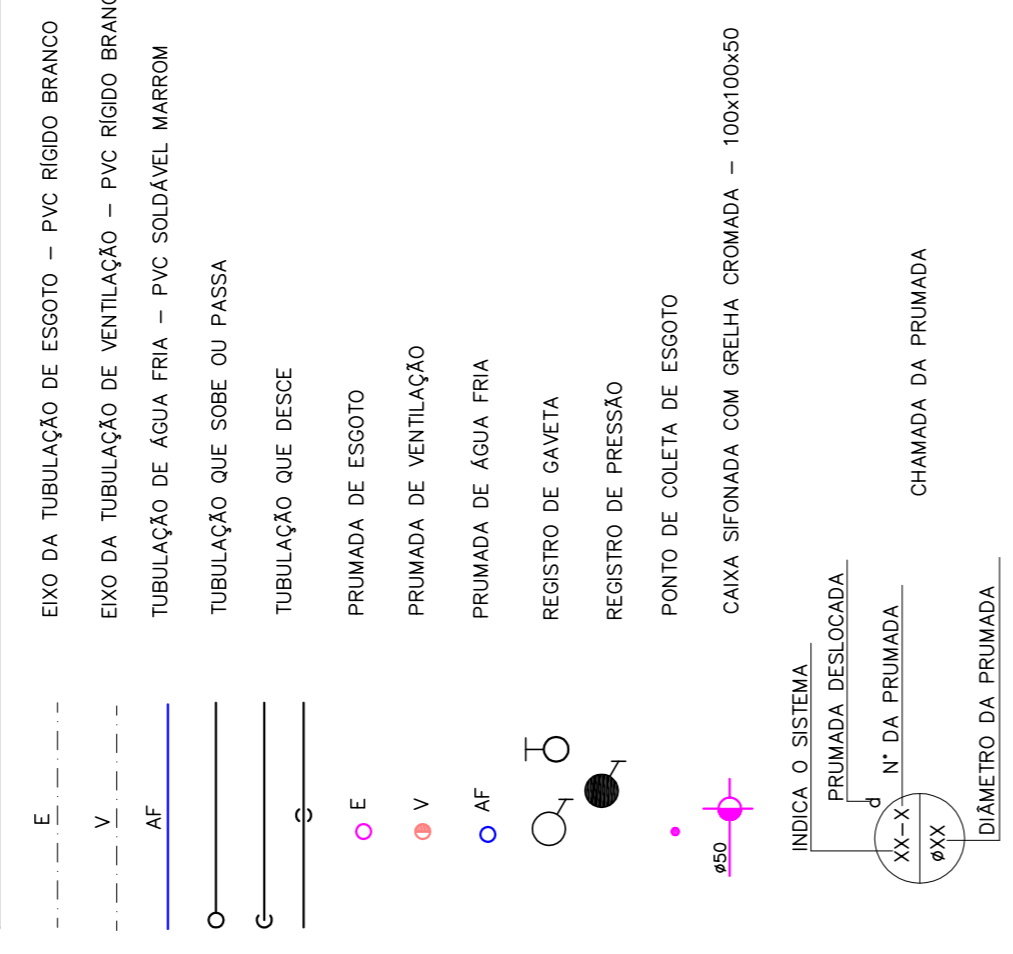 E
EIXO DA TUBULAÇÃO DE ESGOTO – PVC RÍGIDO BRANCO
V
EIXO DA TUBULAÇÃO DE VENTILAÇÃO – PVC RÍGIDO BRANC
AF
TUBULAÇÃO DE ÁGUA FRIA – PVC SOLDÁVEL MARROM
TUBULAÇÃO QUE SOBE OU PASSA
TUBULAÇÃO QUE DESCE
E
PRUMADA DE ESGOTO
V
PRUMADA DE VENTILAÇÃO
AF
PRUMADA DE ÁGUA FRIA
REGISTRO DE GAVETA
REGISTRO DE PRESSÃO
PONTO DE COLETA DE ESGOTO
ø50
CAIXA SIFONADA COM GRELHA CROMADA – 100x100x50
INDICA O SISTEMA
PRUMADA DESLOCADA
d
N° DA PRUMADA
XX–X
øXX
DIÂMETRO DA PRUMADA
CHAMADA DA PRUMADA